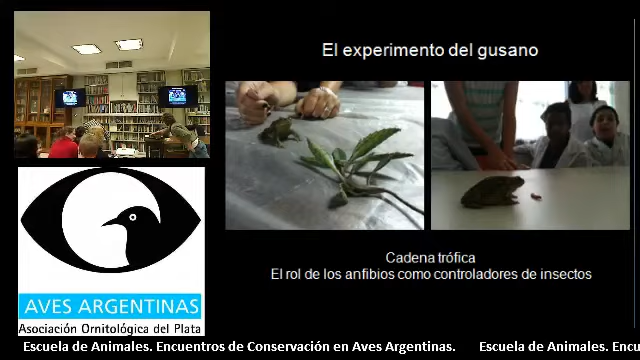 El experimento del gusano
Cadena trófica
El rol de los anfibios como controladores de insectos
AVES ARGENTINAS
Asociación Ornitológica del Plata
Escuela de Animales. Encuentros de Conservación en Aves Argentinas. Escuela de Animales. Encu